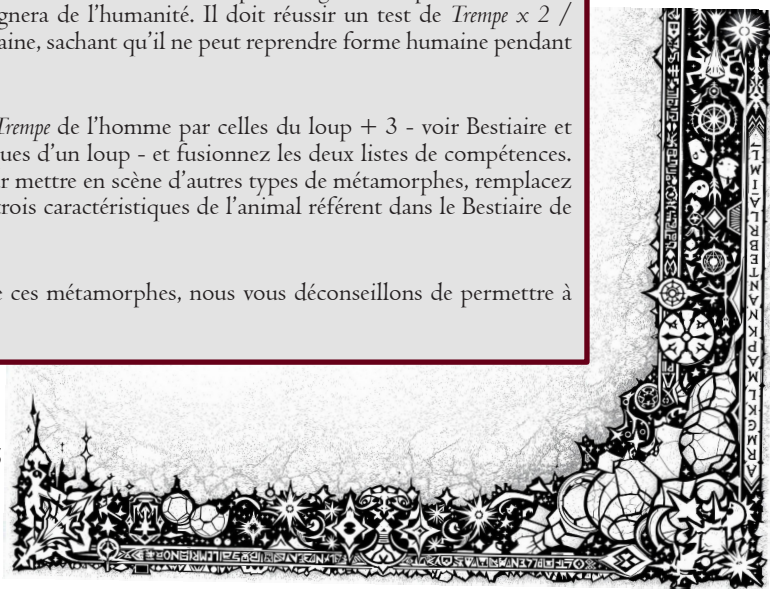 gnera de l'humanité. Il doit réussir un test de Trempe x 2 /
aine, sachant qu'il ne peut reprendre forme humaine pendant
Trempe de l'homme par celles du loup + 3 - voir Bestiaire et
ues d'un loup - et fusionnez les deux listes de compétences.
r mettre en scène d'autres types de métamorphes, remplacez
trois caractéristiques de l'animal référent dans le Bestiaire de
e ces métamorphes, nous vous déconseillons de permettre à